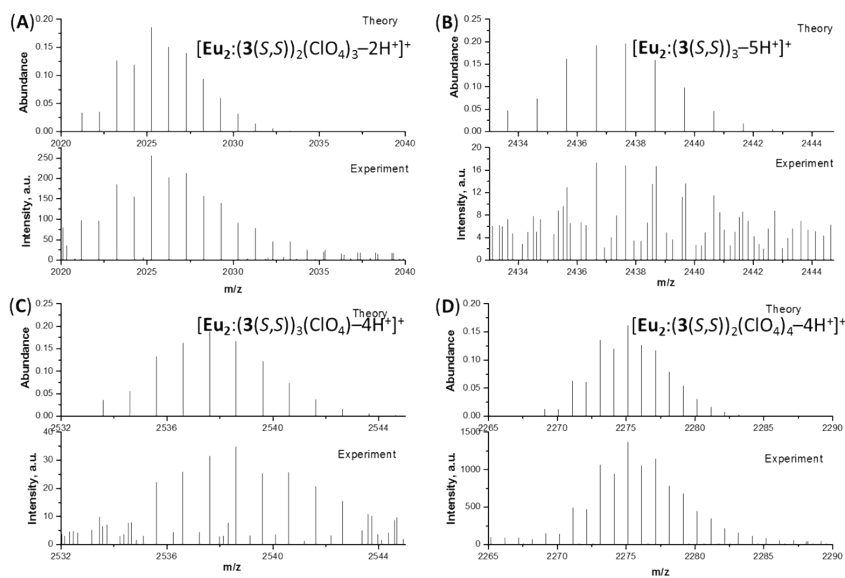 (A)
Theory
[Eu₂:(3(S,S))₂(ClO₄)₃–2H⁺]⁺
Abundance
0.20
0.15
0.10
0.05
0.00
2020 2025 2030 2035 2040
Experiment
Intensity, a.u.
250
200
150
100
50
0
2020 2025 2030 2035 2040
m/z
(B)
Theory
[Eu₂:(3(S,S))₃–5H⁺]⁺
Abundance
0.25
0.20
0.15
0.10
0.05
0.00
2434 2436 2438 2440 2442 2444
Experiment
Intensity, a.u.
20
16
12
8
4
0
2434 2436 2438 2440 2442 2444
m/z
(C)
Theory
[Eu₂:(3(S,S))₃(ClO₄)–4H⁺]⁺
Abundance
0.25
0.20
0.15
0.10
0.05
0.00
2532 2536 2540 2544
Experiment
Intensity, a.u.
40
30
20
10
0
2532 2536 2540 2544
m/z
(D)
Theory
[Eu₂:(3(S,S))₂(ClO₄)₄–4H⁺]⁺
Abundance
0.20
0.15
0.10
0.05
0.00
2265 2270 2275 2280 2285 2290
Experiment
Intensity, a.u.
1500
1000
500
0
2265 2270 2275 2280 2285 2290
m/z